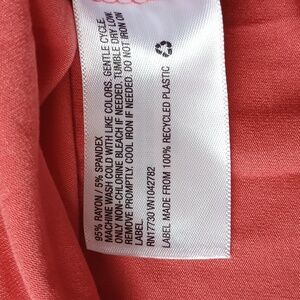 95% RAYON / 5% SPANDEX
MACHINE WASH COLD WITH LIKE COLORS. GENTLE CYCLE.
ONLY NON-CHLORINE BLEACH IF NEEDED. TUMBLE DRY LOW.
REMOVE PROMPTLY. COOL IRON IF NEEDED. DO NOT IRON ON
LABEL.
RN17730 VN1042782
LABEL MADE FROM 100% RECYCLED PLASTIC